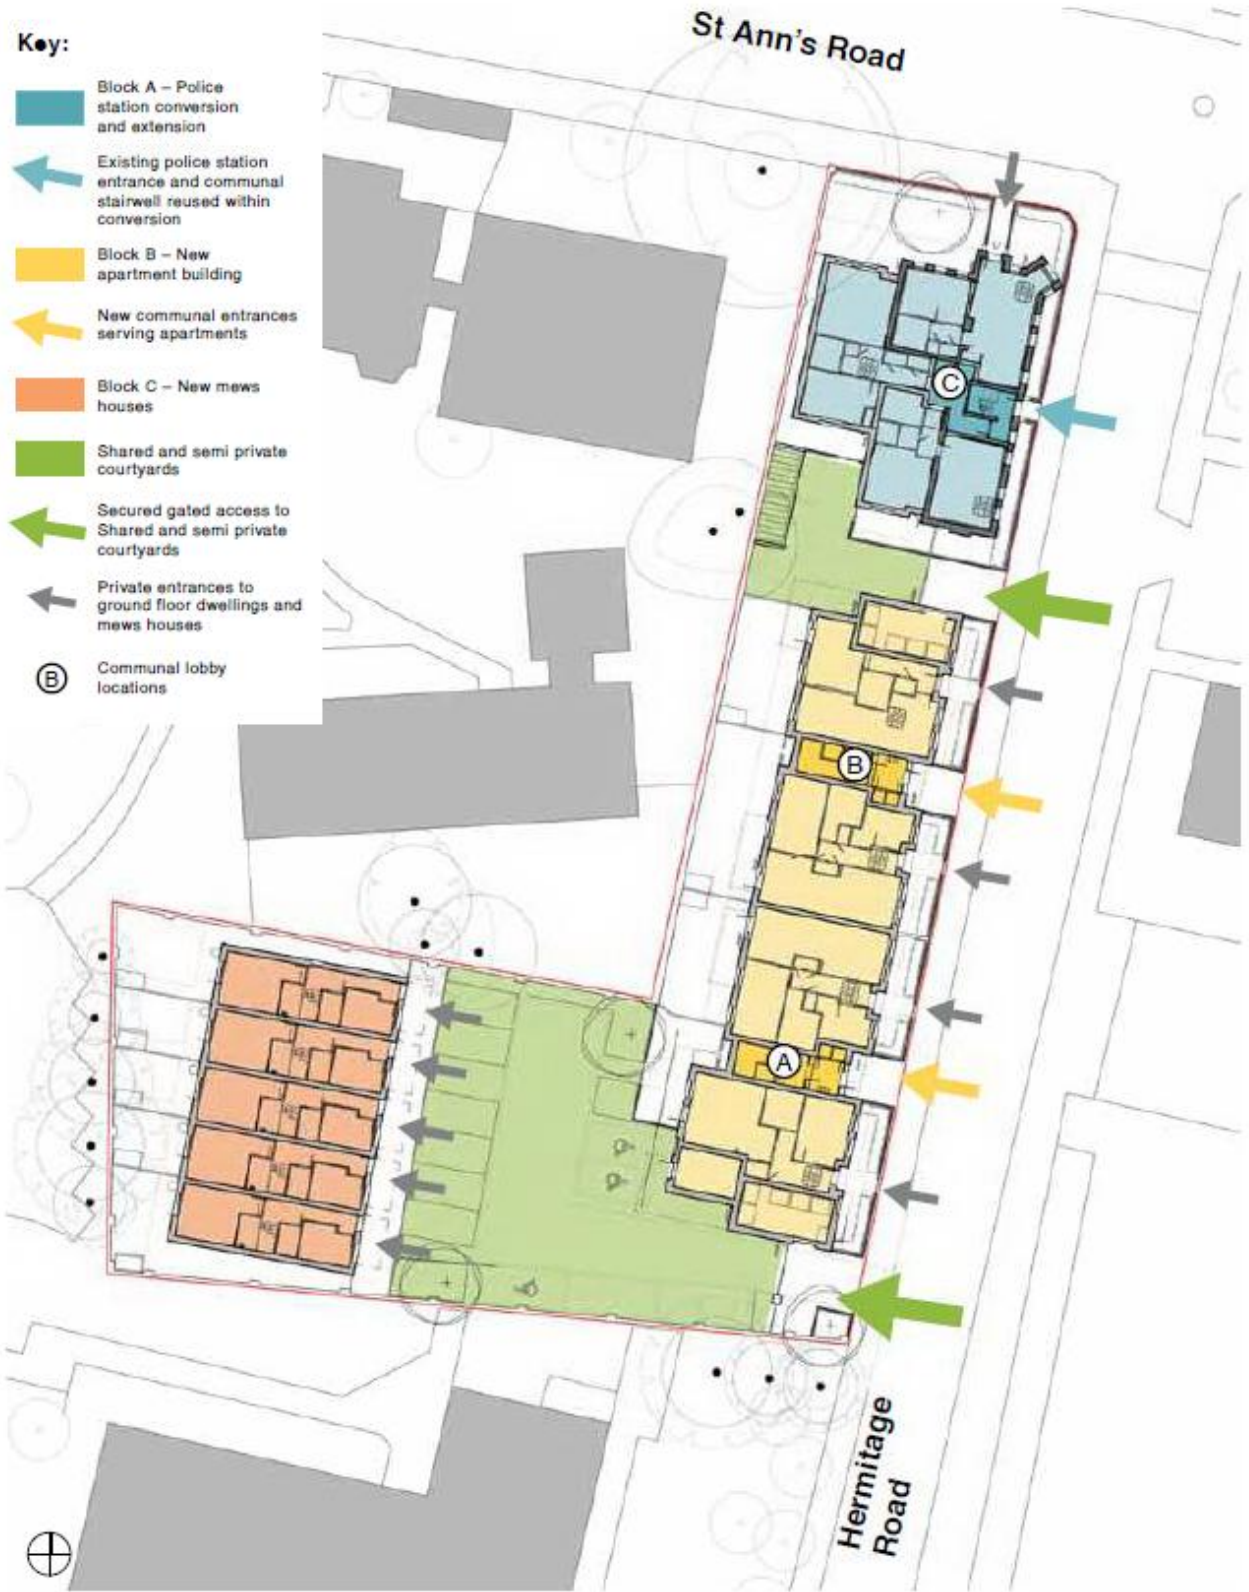 St Ann's Road
Key:
Block A – Police
station conversion
and extension
Existing police station
entrance and communal
stairwell reused within
conversion
Block B – New
apartment building
New communal entrances
serving apartments
Block C – New mews
houses
Shared and semi private
courtyards
Secured gated access to
Shared and semi private
courtyards
Private entrances to
ground floor dwellings and
mews houses
B
Communal lobby
locations
C
B
A
Hermitage
Road